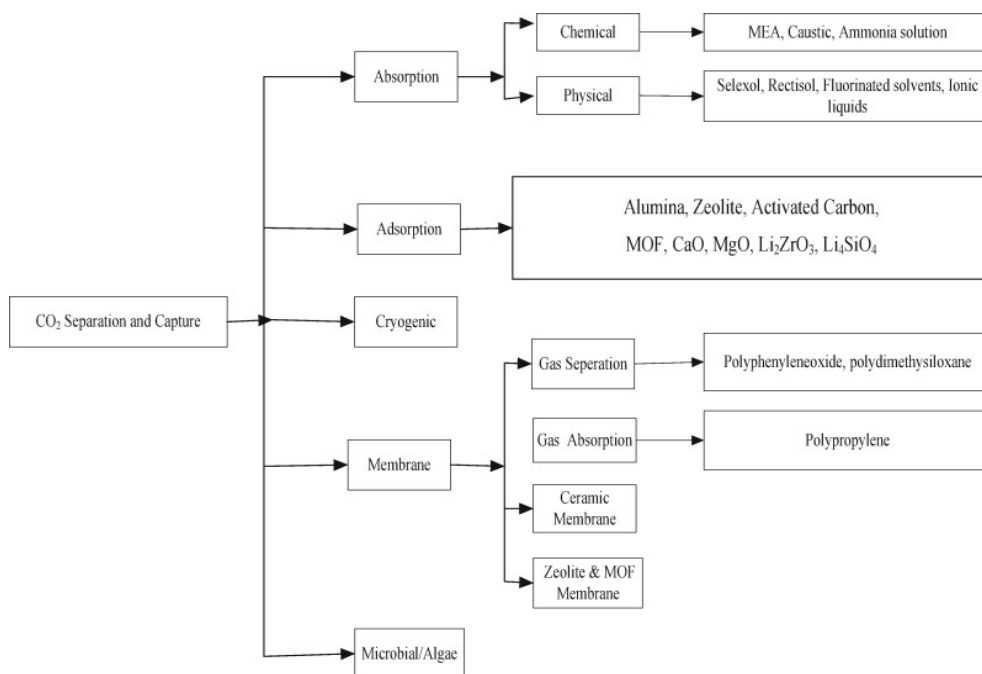 Chemical
MEA, Caustic, Ammonia solution
Absorption
Physical
Selexol, Rectisol, Fluorinated solvents, Ionic
liquids
Adsorption
Alumina, Zeolite, Activated Carbon,
MOF, CaO, MgO, Li₂ZrO₃, Li₄SiO₄
CO₂ Separation and Capture
Cryogenic
Gas Seperation
Polyphenyleneoxide, polydimethysiloxane
Gas Absorption
Polypropylene
Membrane
Ceramic
Membrane
Zeolite & MOF
Membrane
Microbial/Algae